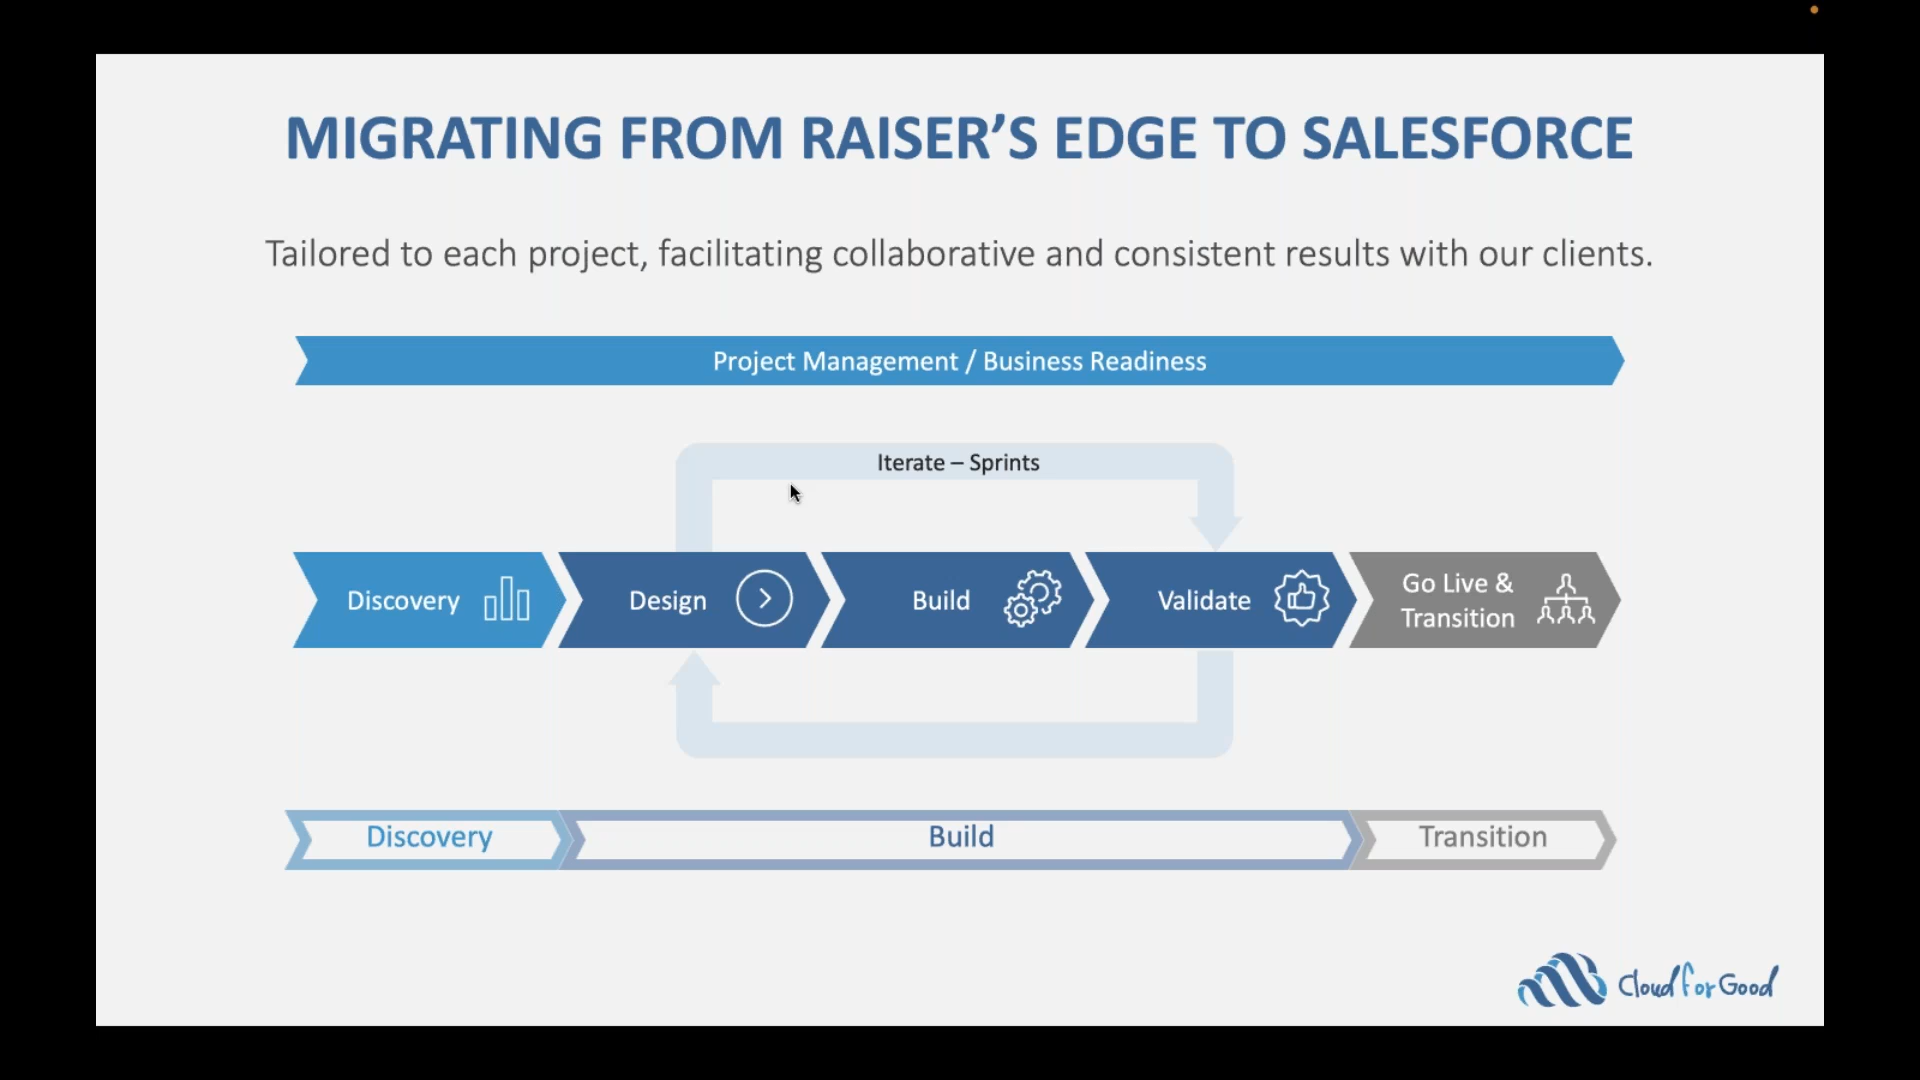 MIGRATING FROM RAISER’S EDGE TO SALESFORCE
Tailored to each project, facilitating collaborative and consistent results with our clients.
Project Management / Business Readiness
Iterate – Sprints
Discovery
Design
Build
Validate
Go Live &
Transition
Discovery
Build
Transition
Cloud for Good